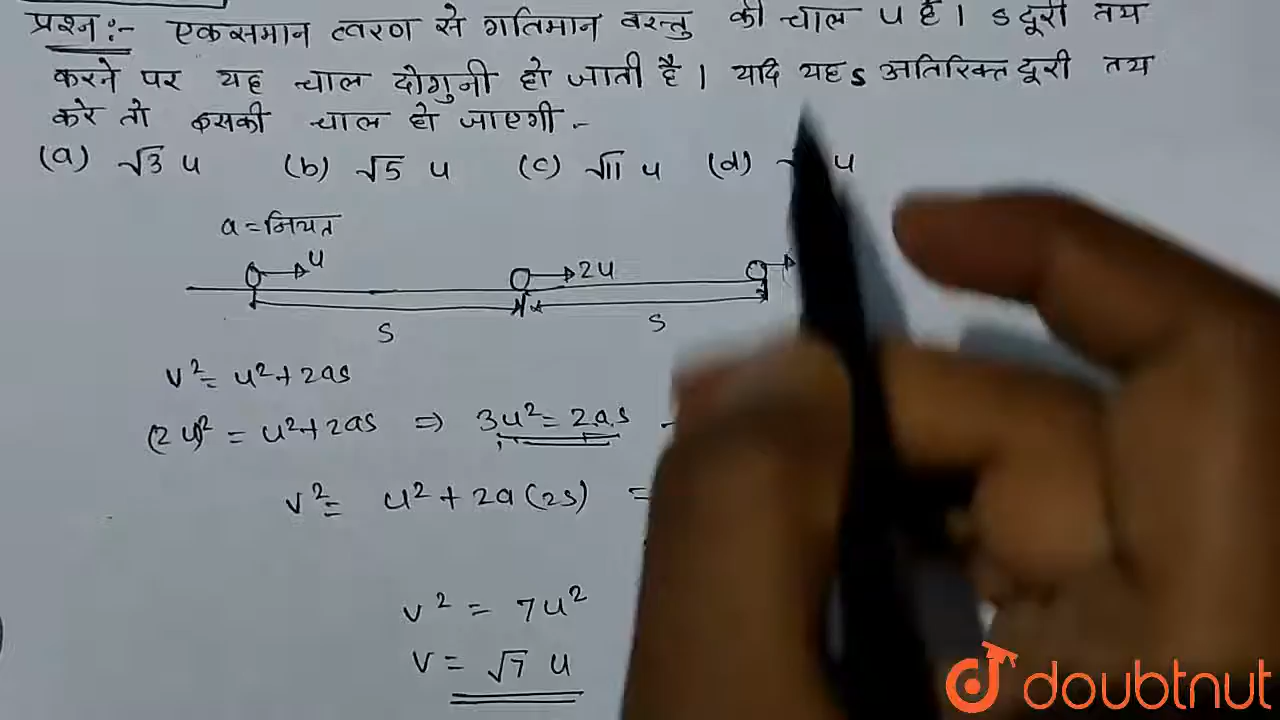 प्रश्न :- एकसमान त्वरण से गतिमान वस्तु की चाल u है । s दूरी तय
करने पर यह चाल दोगुनी हो जाती है । यदि यह s अतिरिक्त दूरी तय
करे तो इसकी चाल हो जाएगी -
(a) √3 u (b) √5 u (c) √11 u (d) u
a = नियत
u 2u
s s
v² = u² + 2as
(2u)² = u² + 2as ⇒ 3u² = 2as
v² = u² + 2a(2s) =
v² = 7u²
v = √7 u
doubtnut